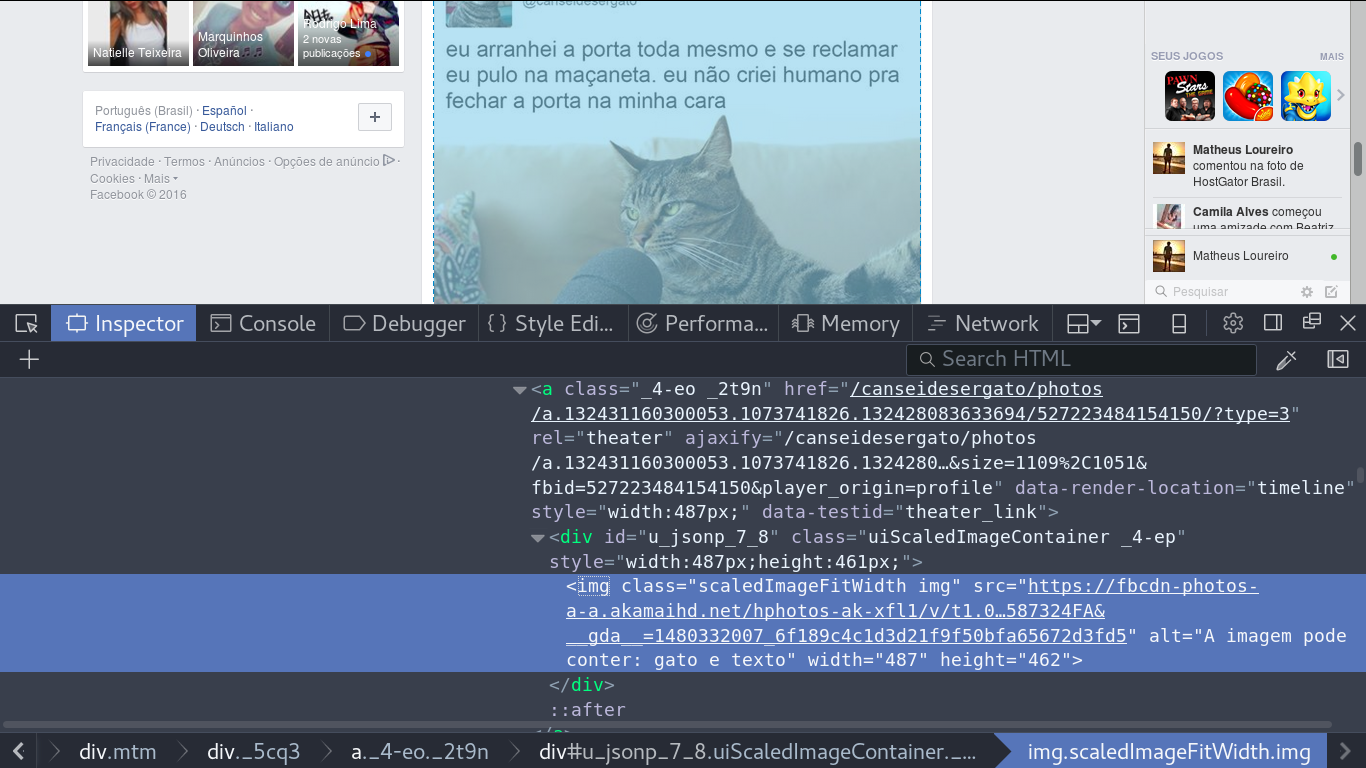 @canseidesergato
Rodrigo Lima
Marquinhos
2 novas
Natielle Teixeira
Oliveira
publicações
eu arranhei a porta toda mesmo e se reclamar
eu pulo na maçaneta. eu não criei humano pra
fechar a porta na minha cara
Português (Brasil) · Español ·
Français (France) · Deutsch · Italiano
+
Privacidade · Termos · Anúncios · Opções de anúncio ·
Cookies · Mais
Facebook © 2016
SEUS JOGOS MAIS
PAWN
Stars
THE GAME
Matheus Loureiro
comentou na foto de
HostGator Brasil.
Camila Alves começou
uma amizade com Beatriz
Matheus Loureiro
Pesquisar
Inspector Console Debugger Style Edi... Performa... Memory Network
Search HTML
<a class="_4-eo _2t9n" href="/canseidesergato/photos
/a.132431160300053.1073741826.132428083633694/527223484154150/?type=3"
rel="theater" ajaxify="/canseidesergato/photos
/a.132431160300053.1073741826.1324280…&size=1109%2C1051&
fbid=527223484154150&player_origin=profile" data-render-location="timeline"
style="width:487px;" data-testid="theater_link">
<div id="u_jsonp_7_8" class="uiScaledImageContainer _4-ep"
style="width:487px;height:461px;">
<img class="scaledImageFitWidth img" src="https://fbcdn-photos-
a-a.akamaihd.net/hphotos-ak-xfl1/v/t1.0…587324FA&
__gda__=1480332007_6f189c4c1d3d21f9f50bfa65672d3fd5" alt="A imagem pode
conter: gato e texto" width="487" height="462">
</div>
::after
</a>
div.mtm div._5cq3 a._4-eo._2t9n div#u_jsonp_7_8.uiScaledImageContainer._... img.scaledImageFitWidth.img